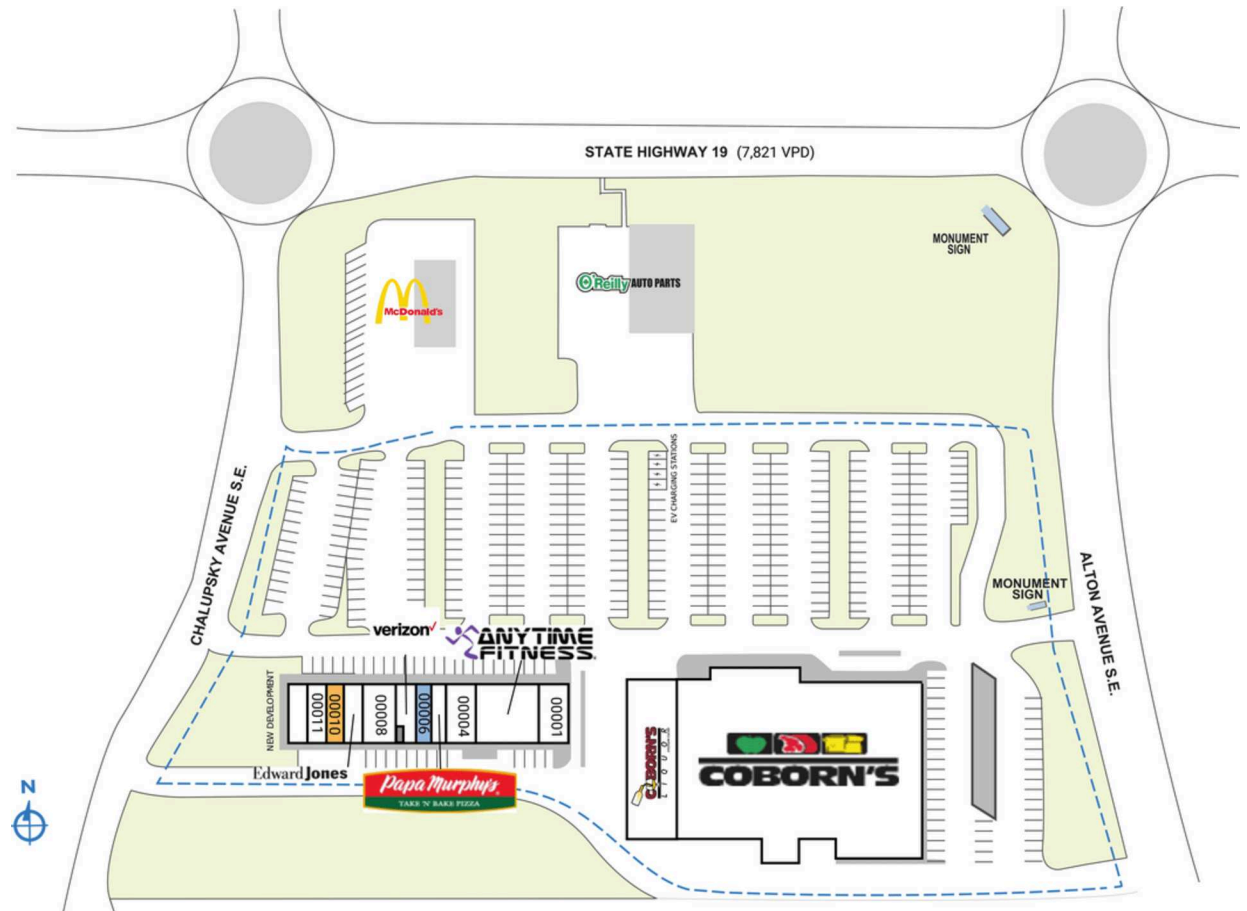 STATE HIGHWAY 19 (7,821 VPD)
MONUMENT
SIGN
McDonald's
O'Reilly AUTO PARTS
CHALUPSKY AVENUE S.E.
EV CHARGING STATIONS
MONUMENT
SIGN
ALTON AVENUE S.E.
verizon
ANYTIME
FITNESS
NEW DEVELOPMENT
00011
00010
00008
00006
00004
00001
Edward Jones
Papa Murphy's
TAKE 'N' BAKE PIZZA
COBORN'S
LIQUOR
COBORN'S
N